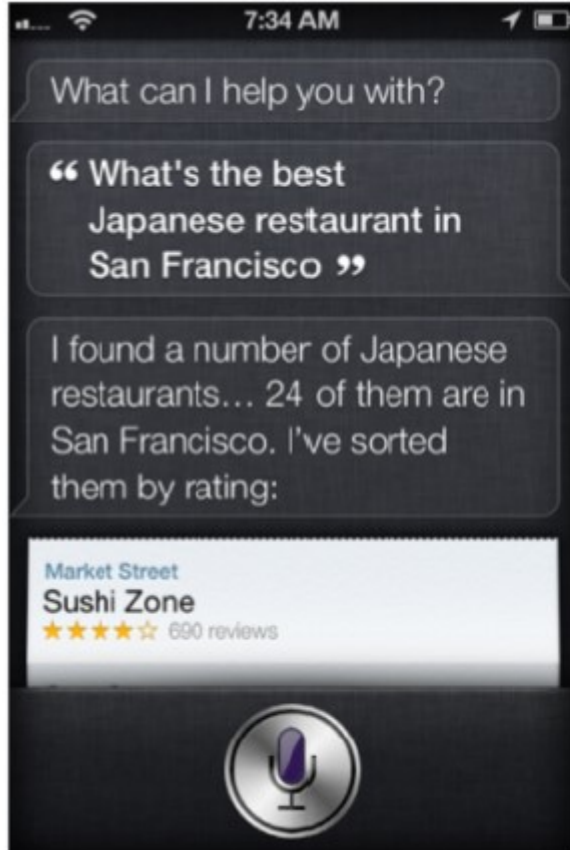 7:34 AM
What can I help you with?
“ What's the best
Japanese restaurant in
San Francisco ”
I found a number of Japanese
restaurants... 24 of them are in
San Francisco. I've sorted
them by rating:
Market Street
Sushi Zone
690 reviews